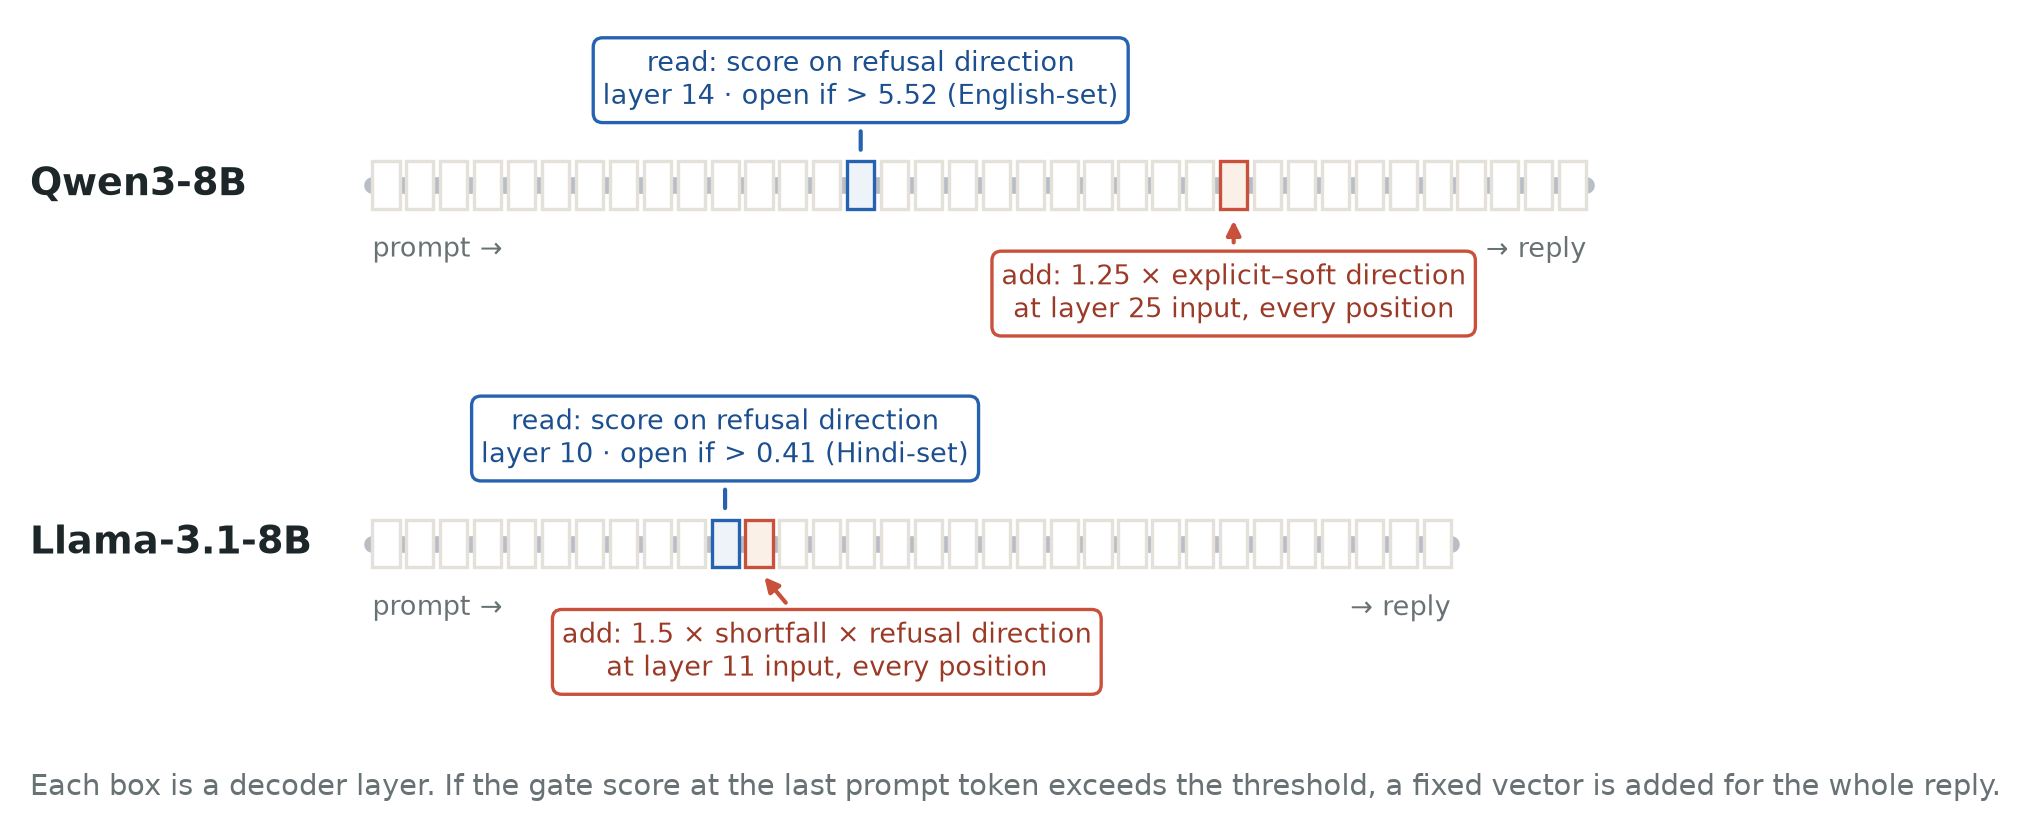 read: score on refusal direction
layer 14 · open if > 5.52 (English-set)
Qwen3-8B
prompt →
→ reply
add: 1.25 × explicit–soft direction
at layer 25 input, every position
read: score on refusal direction
layer 10 · open if > 0.41 (Hindi-set)
Llama-3.1-8B
prompt →
→ reply
add: 1.5 × shortfall × refusal direction
at layer 11 input, every position
Each box is a decoder layer. If the gate score at the last prompt token exceeds the threshold, a fixed vector is added for the whole reply.